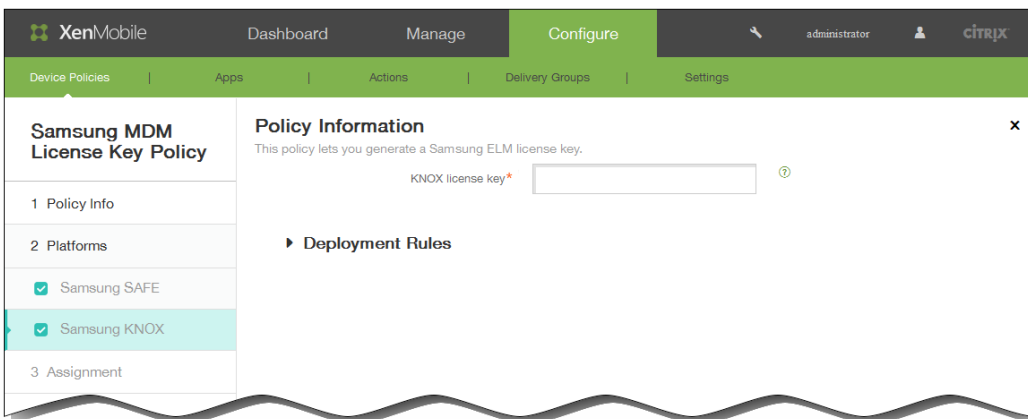 XenMobile Dashboard Manage Configure administrator CITRIX
Device Policies | Apps | Actions | Delivery Groups | Settings
Samsung MDM
License Key Policy
1 Policy Info
2 Platforms
Samsung SAFE
Samsung KNOX
3 Assignment
Policy Information
This policy lets you generate a Samsung ELM license key.
KNOX license key*
Deployment Rules